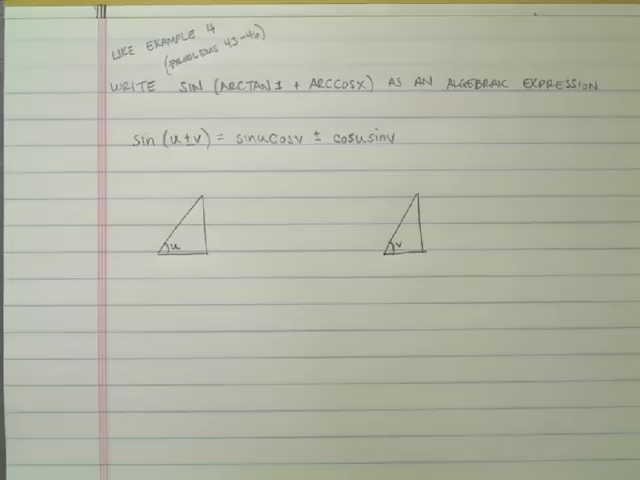 LIKE EXAMPLE 4
(PROBLEMS 43-46)
WRITE SIN (ARCTAN 1 + ARCCOSX) AS AN ALGEBRAIC EXPRESSION
sin (u±v) = sinucosv ± cosusinv
u v